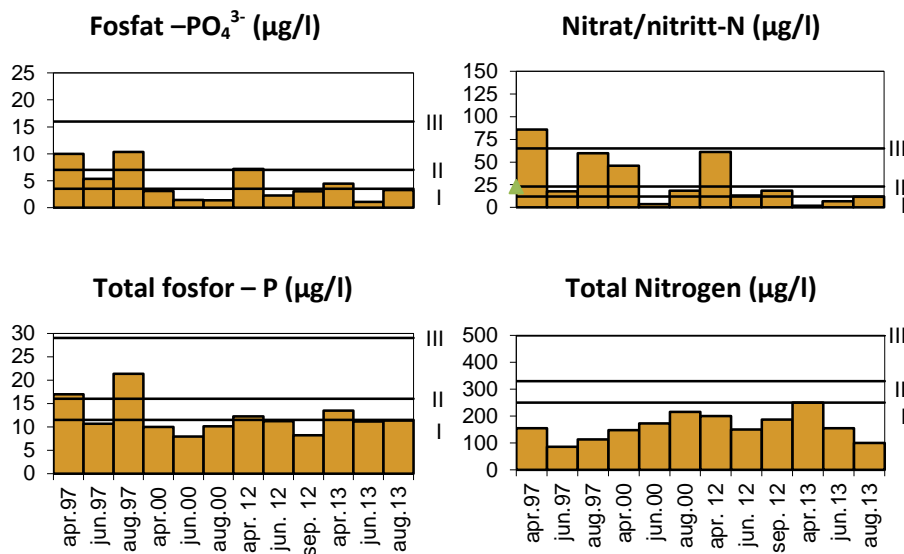 Fosfat –PO₄³⁻ (µg/l)
25
20
15
10
5
0
III
II
I
Nitrat/nitritt-N (µg/l)
150
125
100
75
50
25
0
III
II
I
Total fosfor – P (µg/l)
30
25
20
15
10
5
0
III
II
I
apr.97
jun.97
aug.97
apr.00
jun.00
aug.00
apr. 12
jun. 12
sep. 12
apr.13
jun.13
aug.13
Total Nitrogen (µg/l)
500
400
300
200
100
0
III
II
I
apr.97
jun.97
aug.97
apr.00
jun.00
aug.00
apr. 12
jun. 12
sep. 12
apr.13
jun.13
aug.13